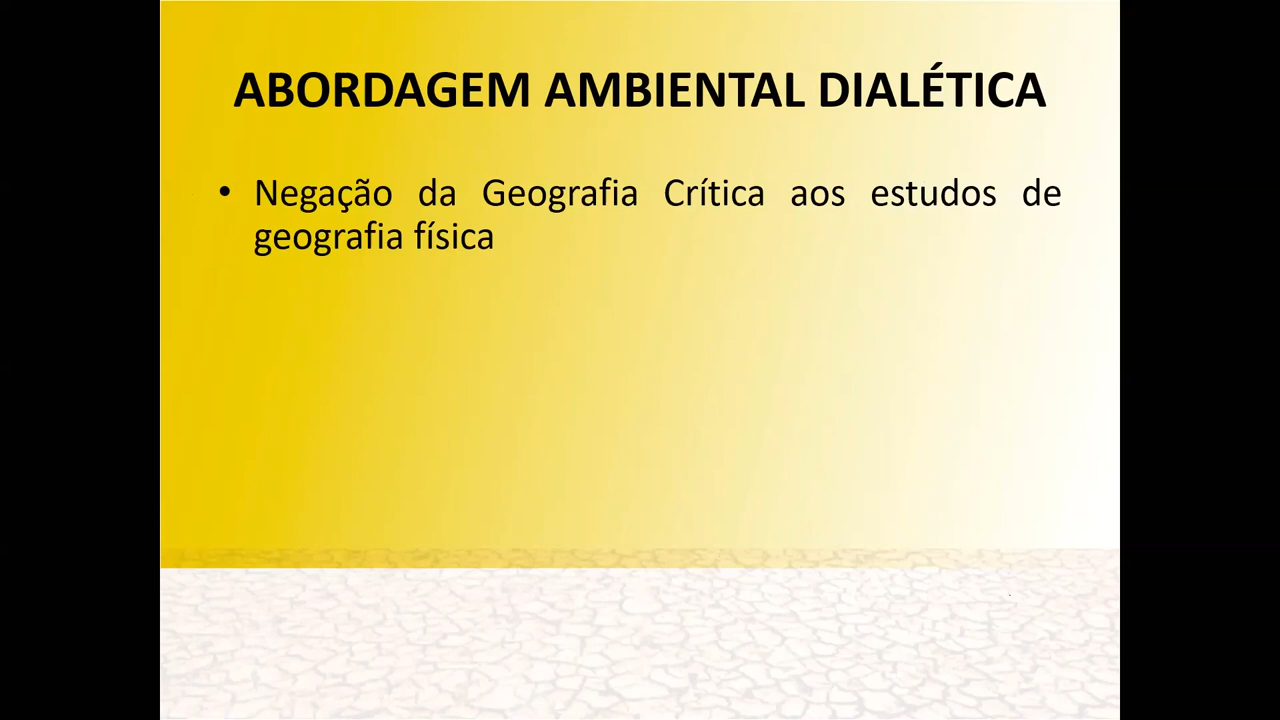 ABORDAGEM AMBIENTAL DIALÉTICA
• Negação da Geografia Crítica aos estudos de
geografia física